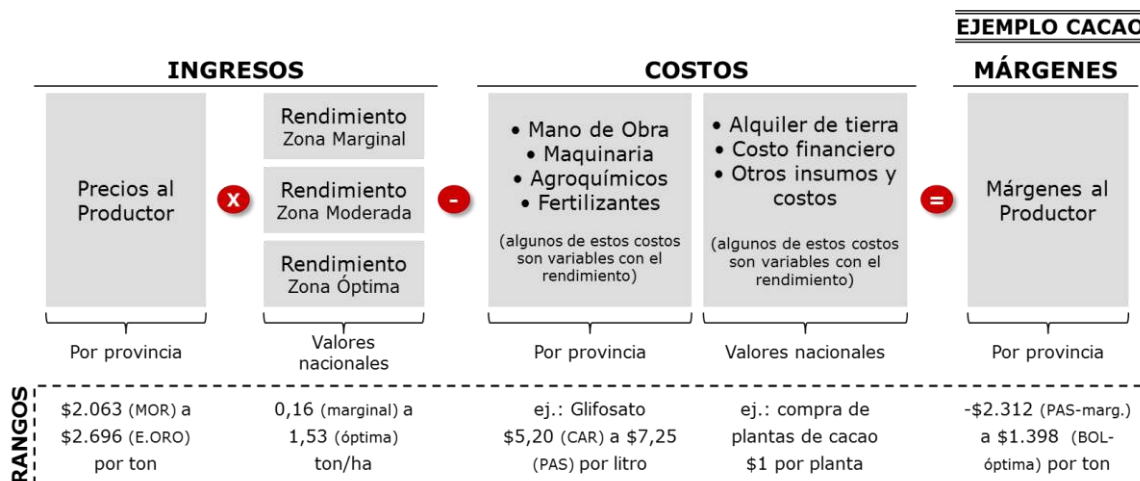 EJEMPLO CACAO
INGRESOS
COSTOS
MÁRGENES
Precios al
Productor
x
Rendimiento
Zona Marginal
Rendimiento
Zona Moderada
Rendimiento
Zona Óptima
-
• Mano de Obra
• Maquinaria
• Agroquímicos
• Fertilizantes
(algunos de estos costos
son variables con el
rendimiento)
• Alquiler de tierra
• Costo financiero
• Otros insumos y
costos
(algunos de estos costos
son variables con el
rendimiento)
=
Márgenes al
Productor
Por provincia
Valores
nacionales
Por provincia
Valores nacionales
Por provincia
RANGOS
$2.063 (MOR) a
$2.696 (E.ORO)
por ton
0,16 (marginal) a
1,53 (óptima)
ton/ha
ej.: Glifosato
$5,20 (CAR) a $7,25
(PAS) por litro
ej.: compra de
plantas de cacao
$1 por planta
-$2.312 (PAS-marg.)
a $1.398 (BOL-
óptima) por ton